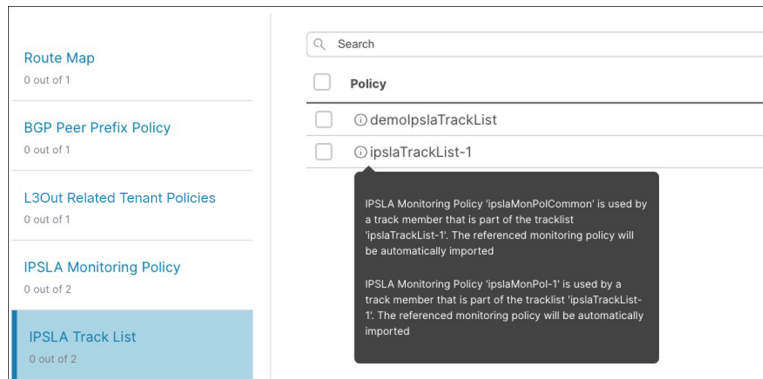 Route Map
0 out of 1
BGP Peer Prefix Policy
0 out of 1
L3Out Related Tenant Policies
0 out of 1
IPSLA Monitoring Policy
0 out of 2
IPSLA Track List
0 out of 2
Search
Policy
demoIpslaTrackList
ipslaTrackList-1
IPSLA Monitoring Policy 'ipslaMonPolCommon' is used by
a track member that is part of the tracklist
'ipslaTrackList-1'. The referenced monitoring policy will
be automatically imported
IPSLA Monitoring Policy 'ipslaMonPol-1' is used by a
track member that is part of the tracklist 'ipslaTrackList-
1'. The referenced monitoring policy will be automatically
imported